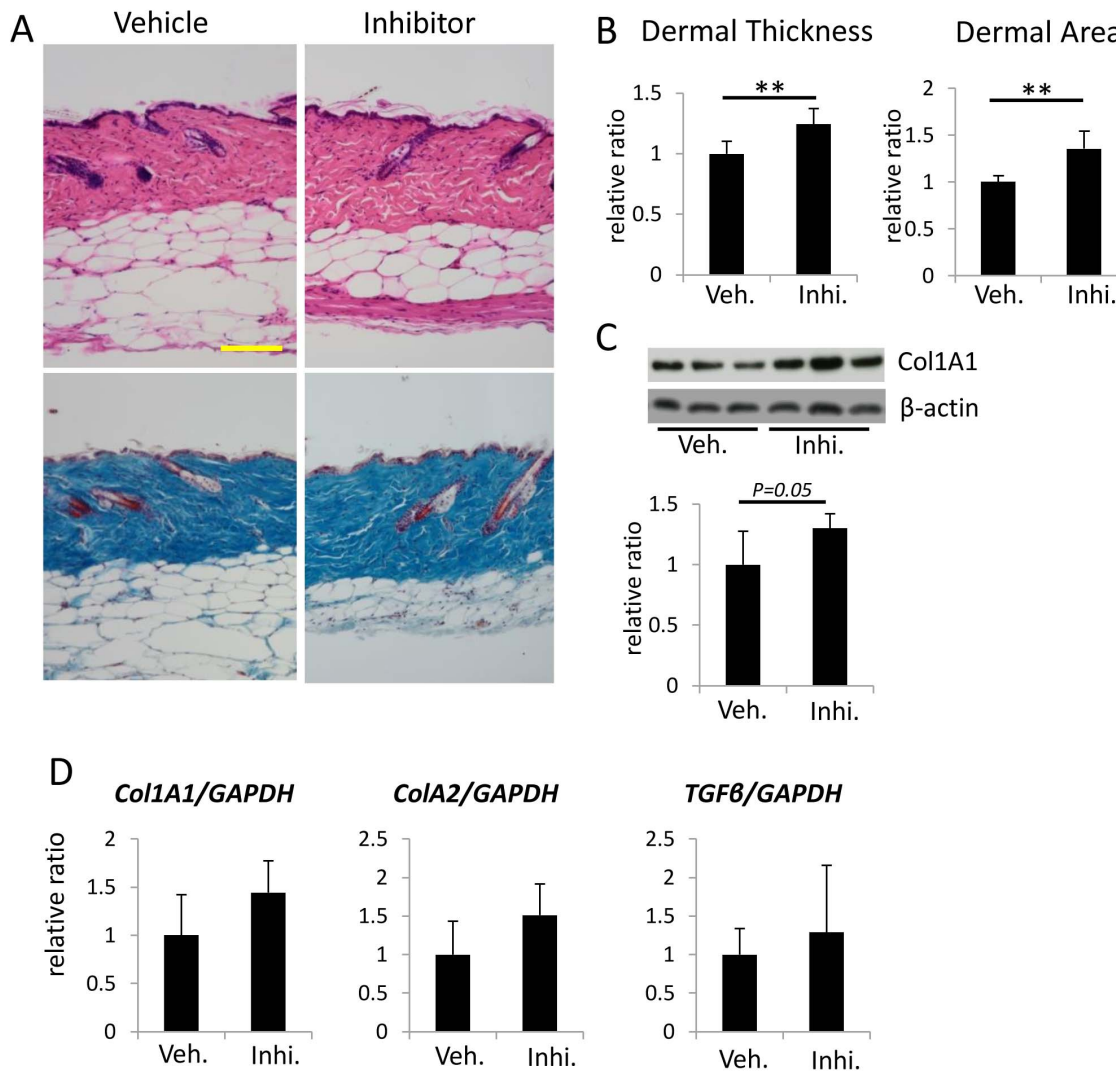 A
Vehicle
Inhibitor
B
Dermal Thickness
Dermal Area
relative ratio
1.5
1
0.5
0
**
Veh.
Inhi.
relative ratio
2
1.5
1
0.5
0
**
Veh.
Inhi.
C
Col1A1
β-actin
Veh.
Inhi.
relative ratio
1.5
1
0.5
0
P=0.05
Veh.
Inhi.
D
Col1A1/GAPDH
relative ratio
2
1.5
1
0.5
0
Veh.
Inhi.
ColA2/GAPDH
2.5
2
1.5
1
0.5
0
Veh.
Inhi.
TGFβ/GAPDH
2.5
2
1.5
1
0.5
0
Veh.
Inhi.